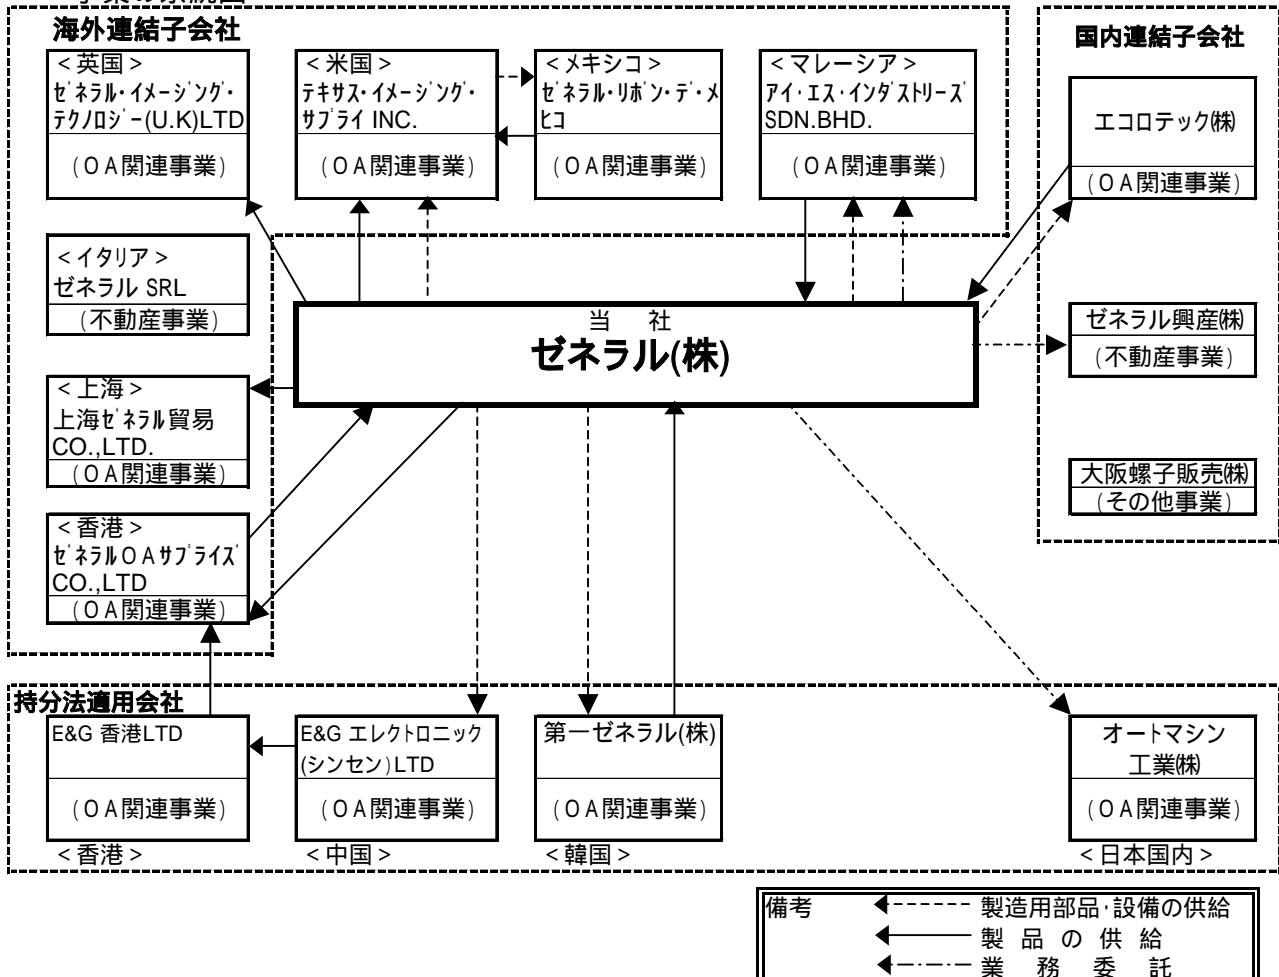 事業の系統図
海外連結子会社
<英国>
ゼネラル・イメージング・
テクノロジー(U.K)LTD
(OA関連事業)
<米国>
テキサス・イメージング・
サプライ INC.
(OA関連事業)
<メキシコ>
ゼネラル・リボン・デ・メ
ヒコ
(OA関連事業)
<マレーシア>
アイ・エス・インダストリーズ
SDN.BHD.
(OA関連事業)
国内連結子会社
エコロテック㈱
(OA関連事業)
<イタリア>
ゼネラル SRL
(不動産事業)
当 社
ゼネラル(株)
ゼネラル興産㈱
(不動産事業)
<上海>
上海ゼネラル貿易
CO.,LTD.
(OA関連事業)
大阪螺子販売㈱
(その他事業)
<香港>
ゼネラルOAサプライズ
CO.,LTD
(OA関連事業)
持分法適用会社
E&G 香港LTD
(OA関連事業)
<香港>
E&G エレクトロニック
(シンセン)LTD
(OA関連事業)
<中国>
第一ゼネラル(株)
(OA関連事業)
<韓国>
オートマシン
工業㈱
(OA関連事業)
<日本国内>
備考
製造用部品・設備の供給
製品の供給
業務委託